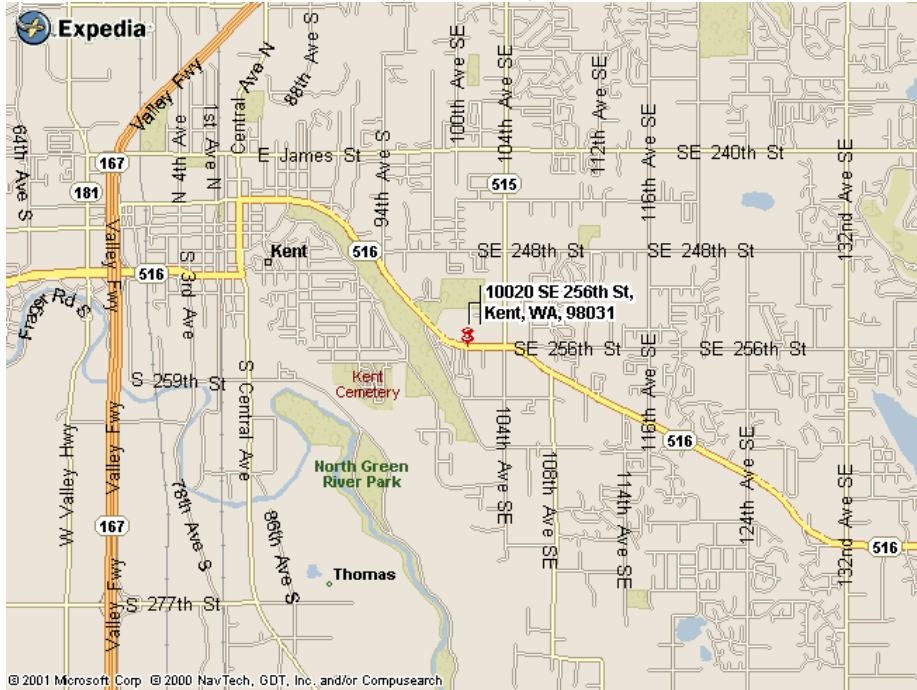 Expedia
Valley Fwy
64th Ave S
N 4th Ave
1st Ave N
Central Ave N
88th Ave S
94th Ave S
100th Ave SE
104th Ave SE
112th Ave SE
116th Ave SE
132nd Ave SE
E James St
SE 240th St
167
181
515
516
Kent
SE 248th St
SE 248th St
516
S 3rd Ave
Valley Fwy
Frager Rd S
10020 SE 256th St,
Kent, WA, 98031
SE 256th St
SE 256th St
S 259th St
Kent
Cemetery
S Central Ave
W Valley Hwy
Valley Fwy
104th Ave SE
116th Ave SE
516
North Green
River Park
108th Ave SE
114th Ave SE
124th Ave SE
132nd Ave SE
78th Ave S
86th Ave S
167
516
Thomas
Valley Fwy
S 277th St
© 2001 Microsoft Corp © 2000 NavTech, GDT, Inc. and/or Compusearch